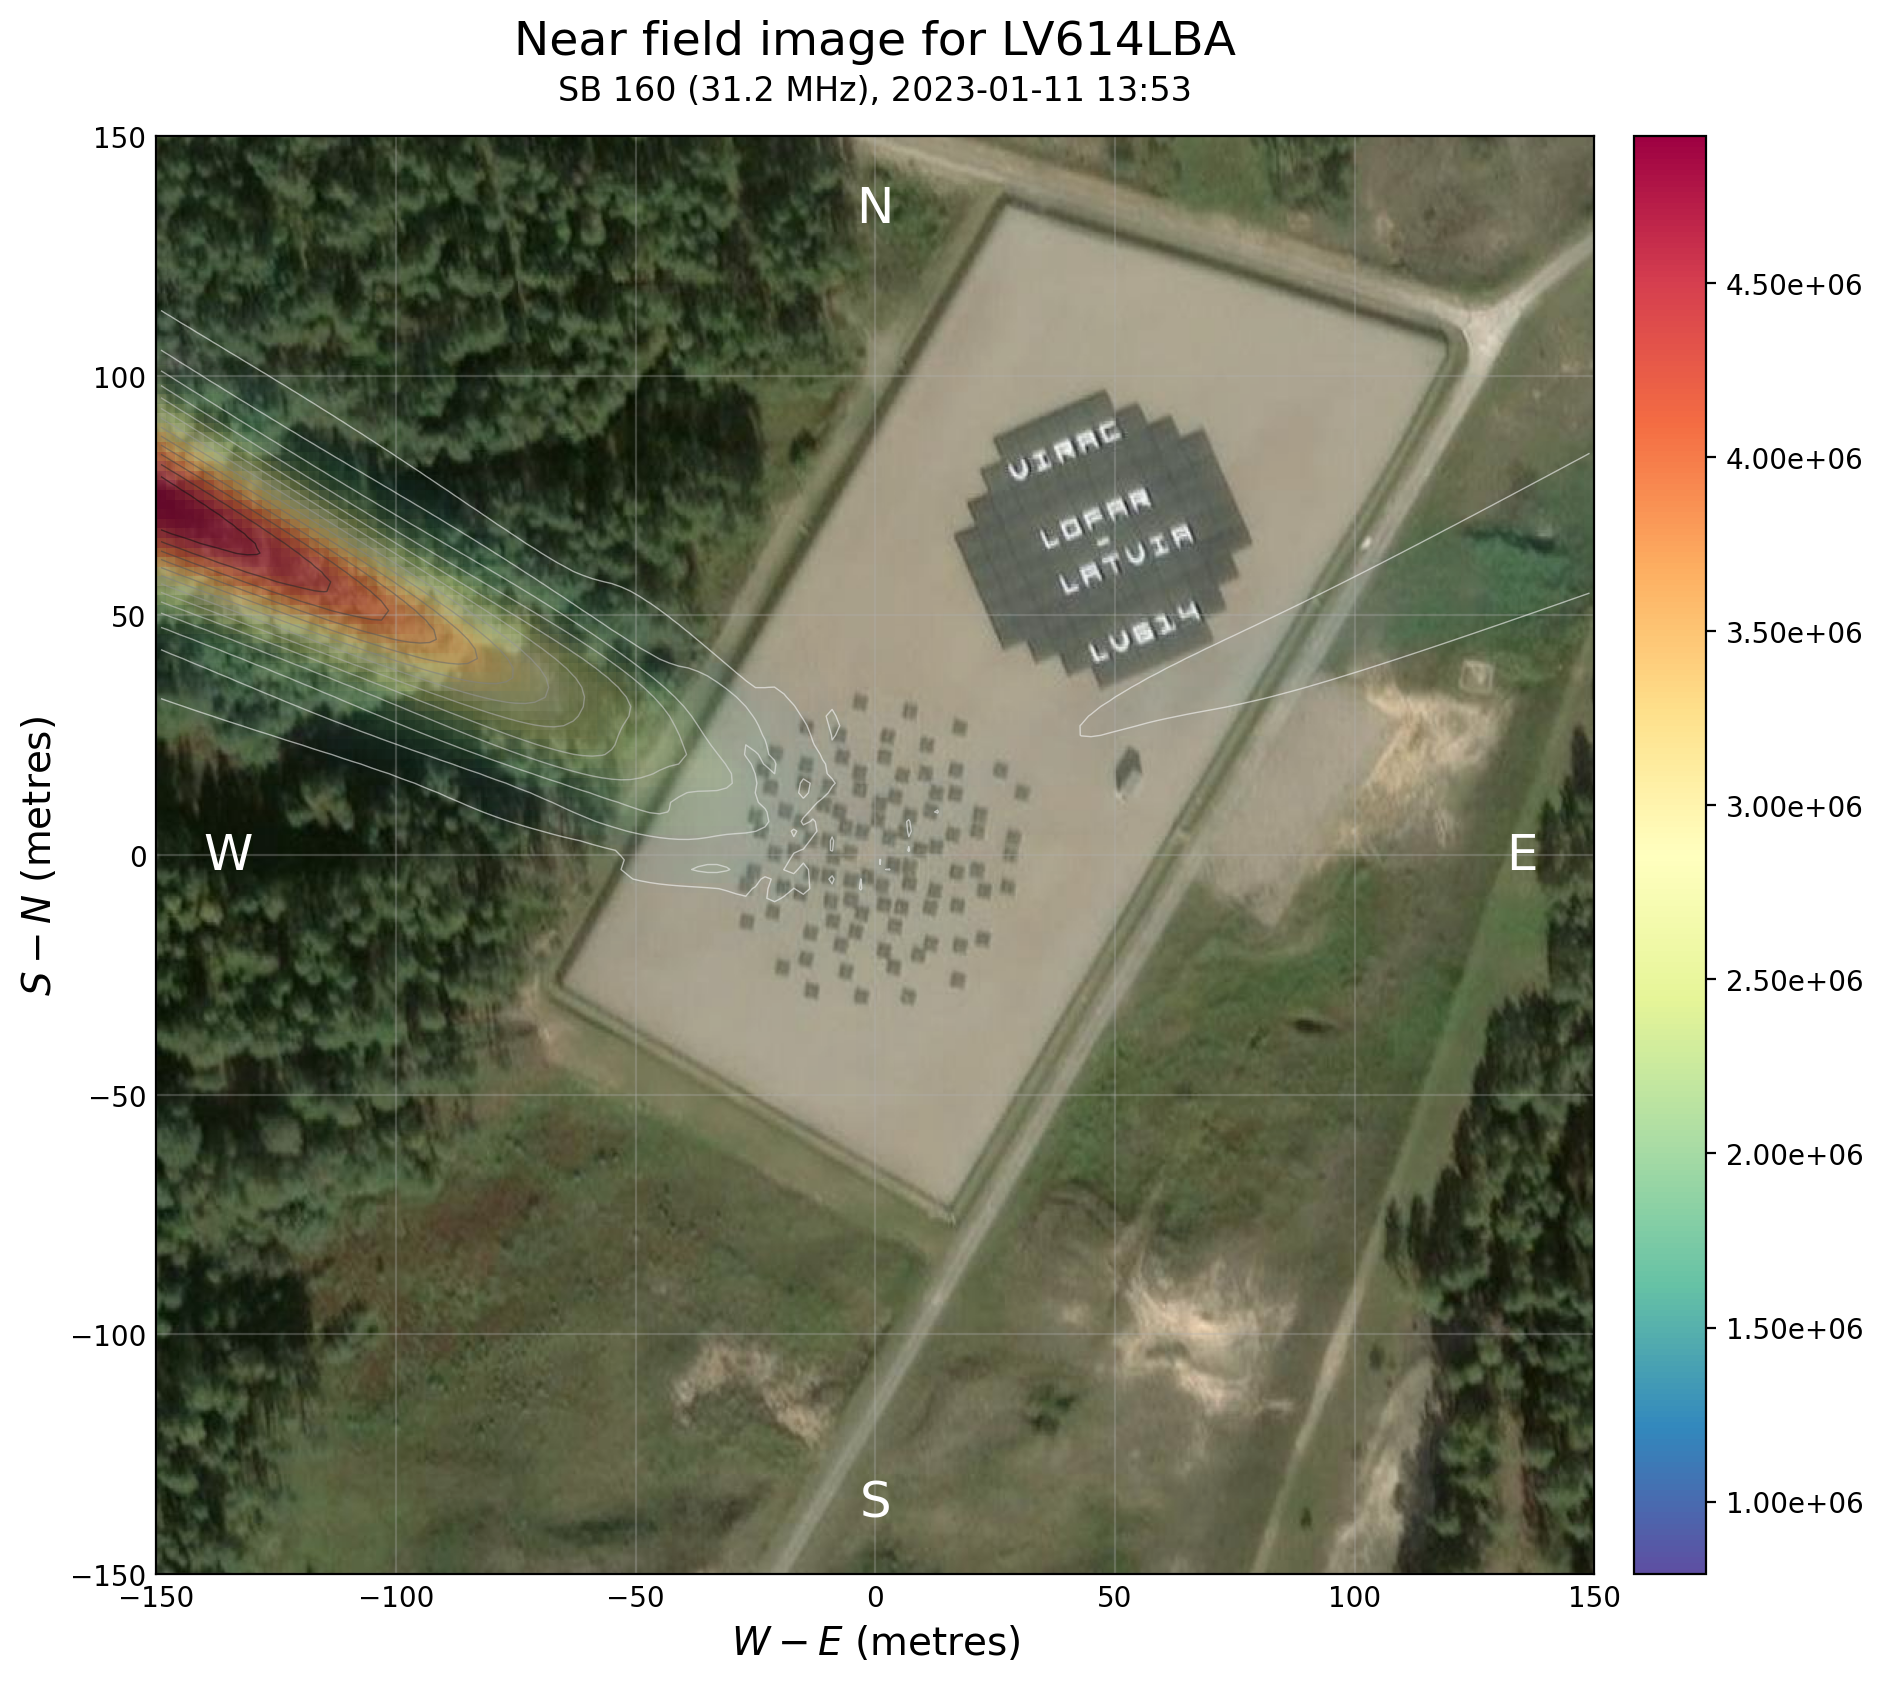 Near field image for LV614LBA
SB 160 (31.2 MHz), 2023-01-11 13:53
150
100
50
0
−50
−100
−150
S − N (metres)
N
W
E
S
VIRAC
LOFAR
-
LATVIA
LV614
−150
−100
−50
0
50
100
150
W − E (metres)
4.50e+06
4.00e+06
3.50e+06
3.00e+06
2.50e+06
2.00e+06
1.50e+06
1.00e+06